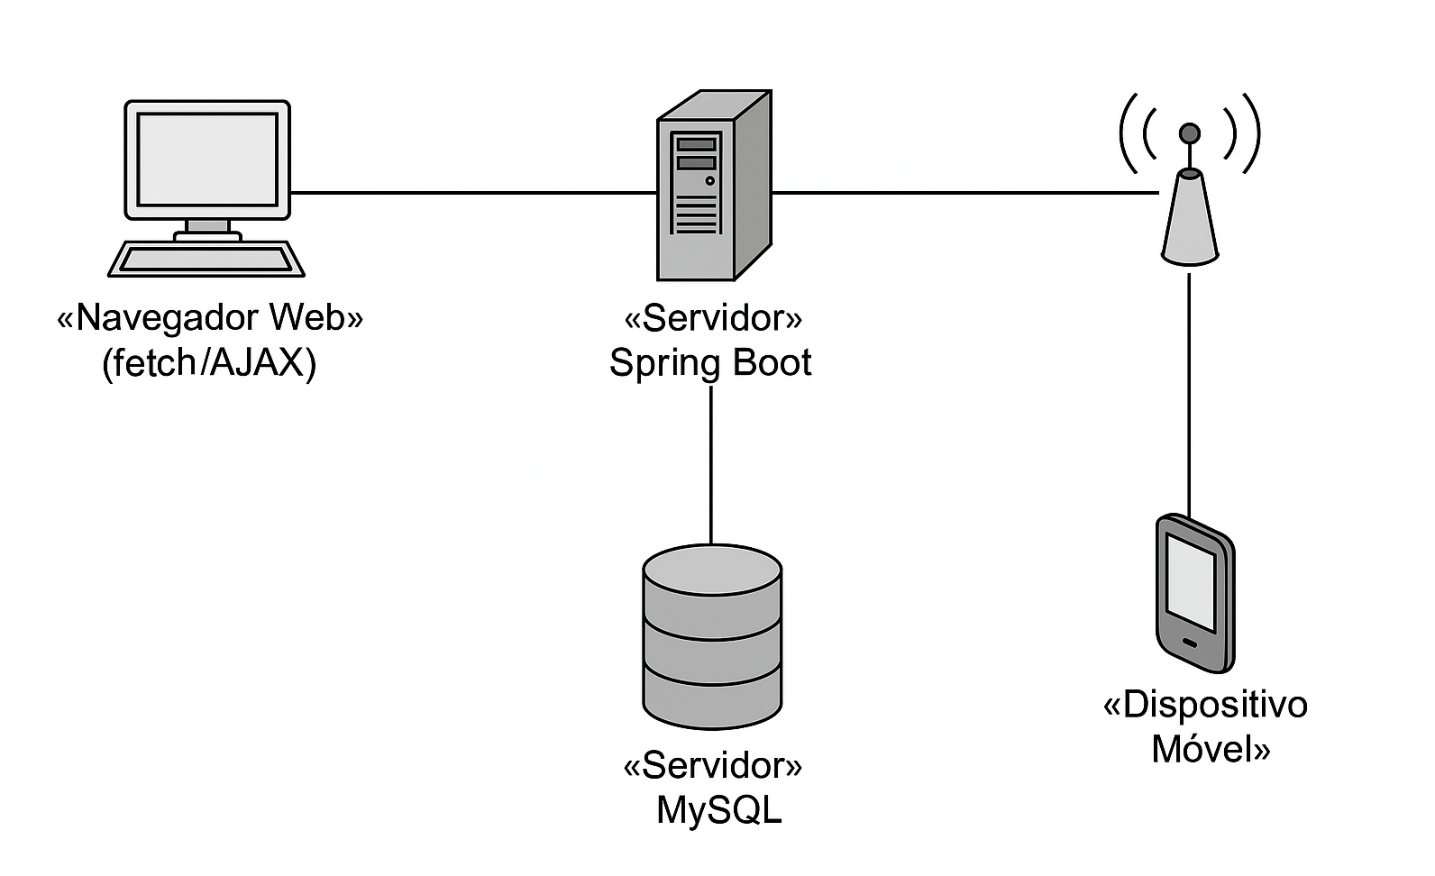 «Navegador Web»
(fetch/AJAX)
«Servidor»
Spring Boot
«Dispositivo
Móvel»
«Servidor»
MySQL